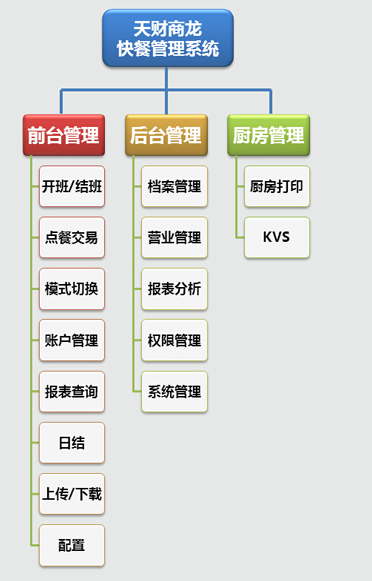 天财商龙
快餐管理系统
前台管理
后台管理
厨房管理
开班/结班
档案管理
厨房打印
点餐交易
营业管理
KVS
模式切换
报表分析
账户管理
权限管理
报表查询
系统管理
日结
上传/下载
配置